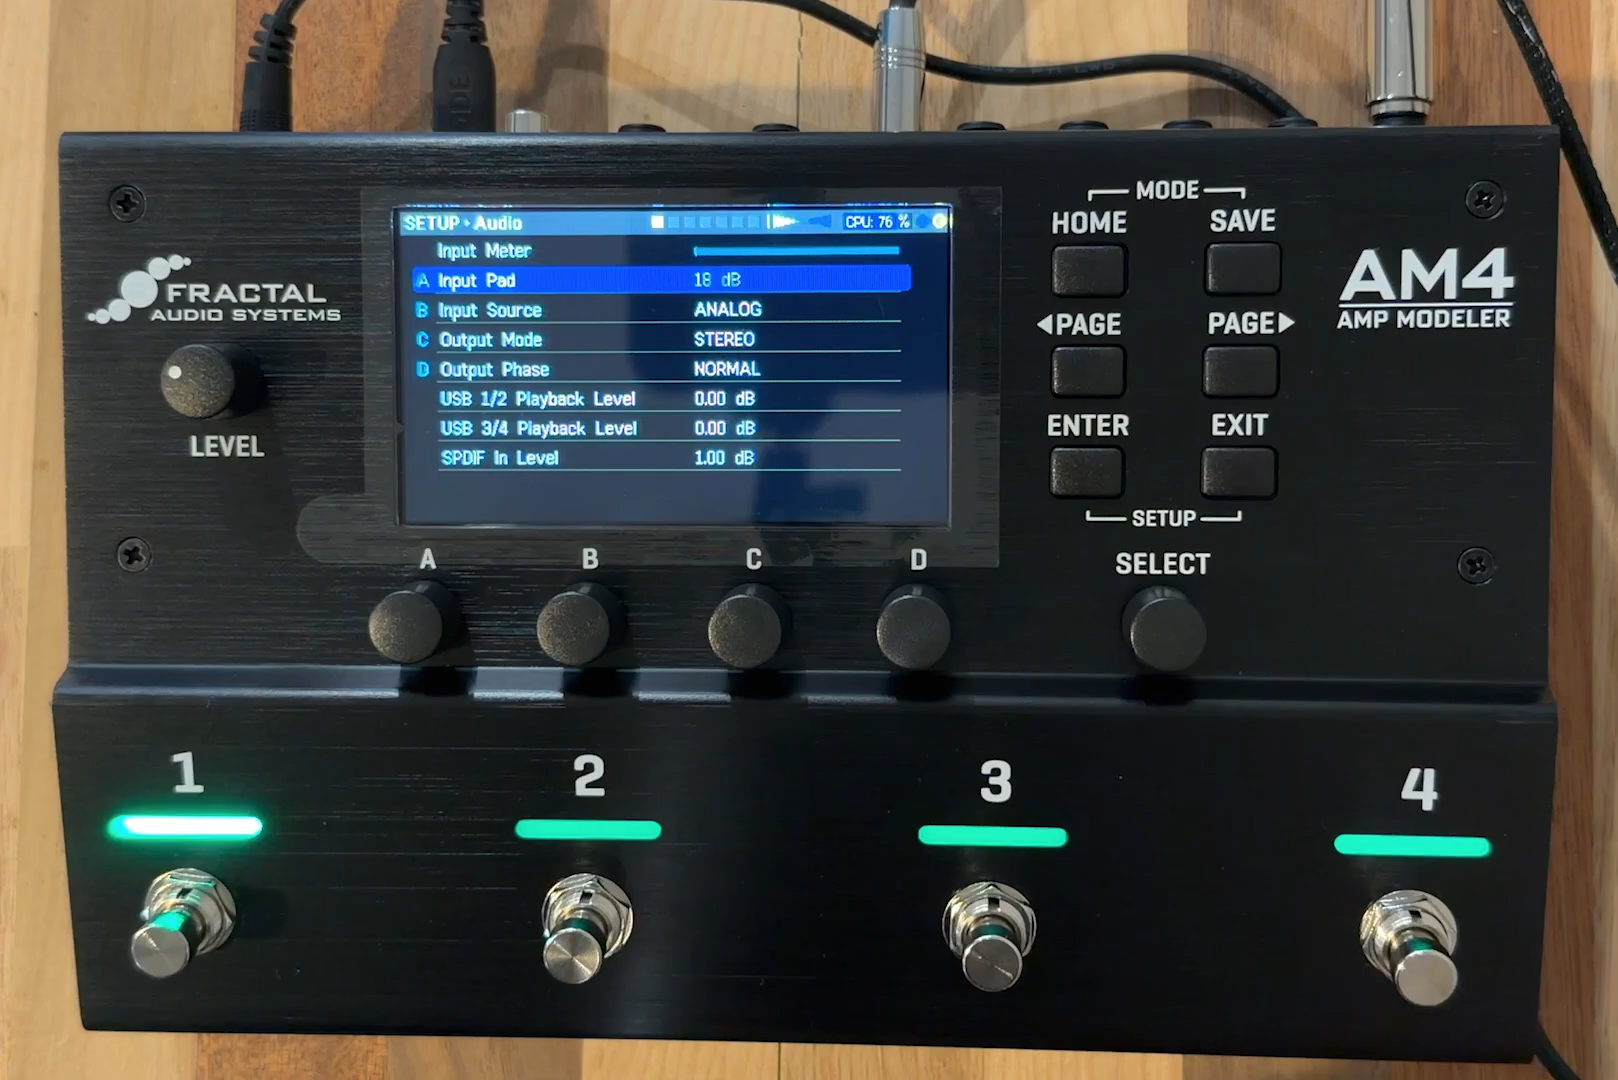 MODE
HOME SAVE
◀PAGE PAGE▶
ENTER EXIT
SETUP
SELECT
AM4
AMP MODELER
FRACTAL
AUDIO SYSTEMS
LEVEL
SETUP Audio CPU: 76 %
Input Meter
A Input Pad 18 dB
B Input Source ANALOG
C Output Mode STEREO
D Output Phase NORMAL
USB 1/2 Playback Level 0.00 dB
USB 3/4 Playback Level 0.00 dB
SPDIF In Level 1.00 dB
A B C D
1 2 3 4